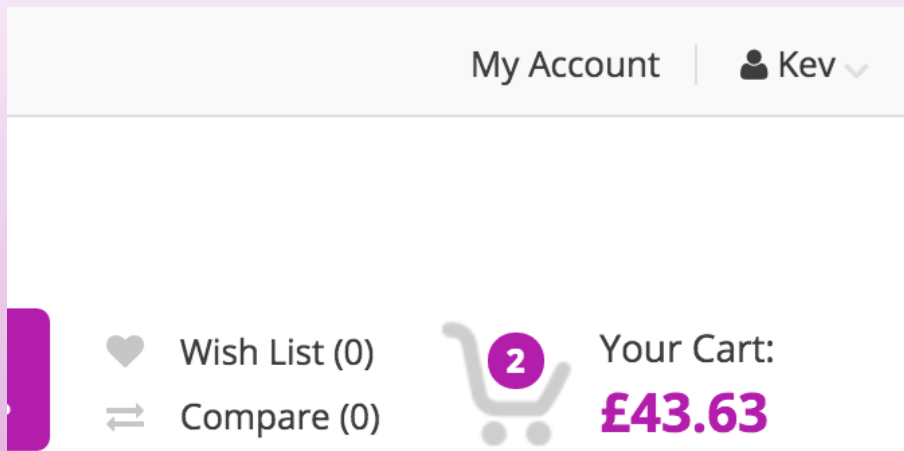 My Account
Kev
Wish List (0)
2
Your Cart:
Compare (0)
£43.63